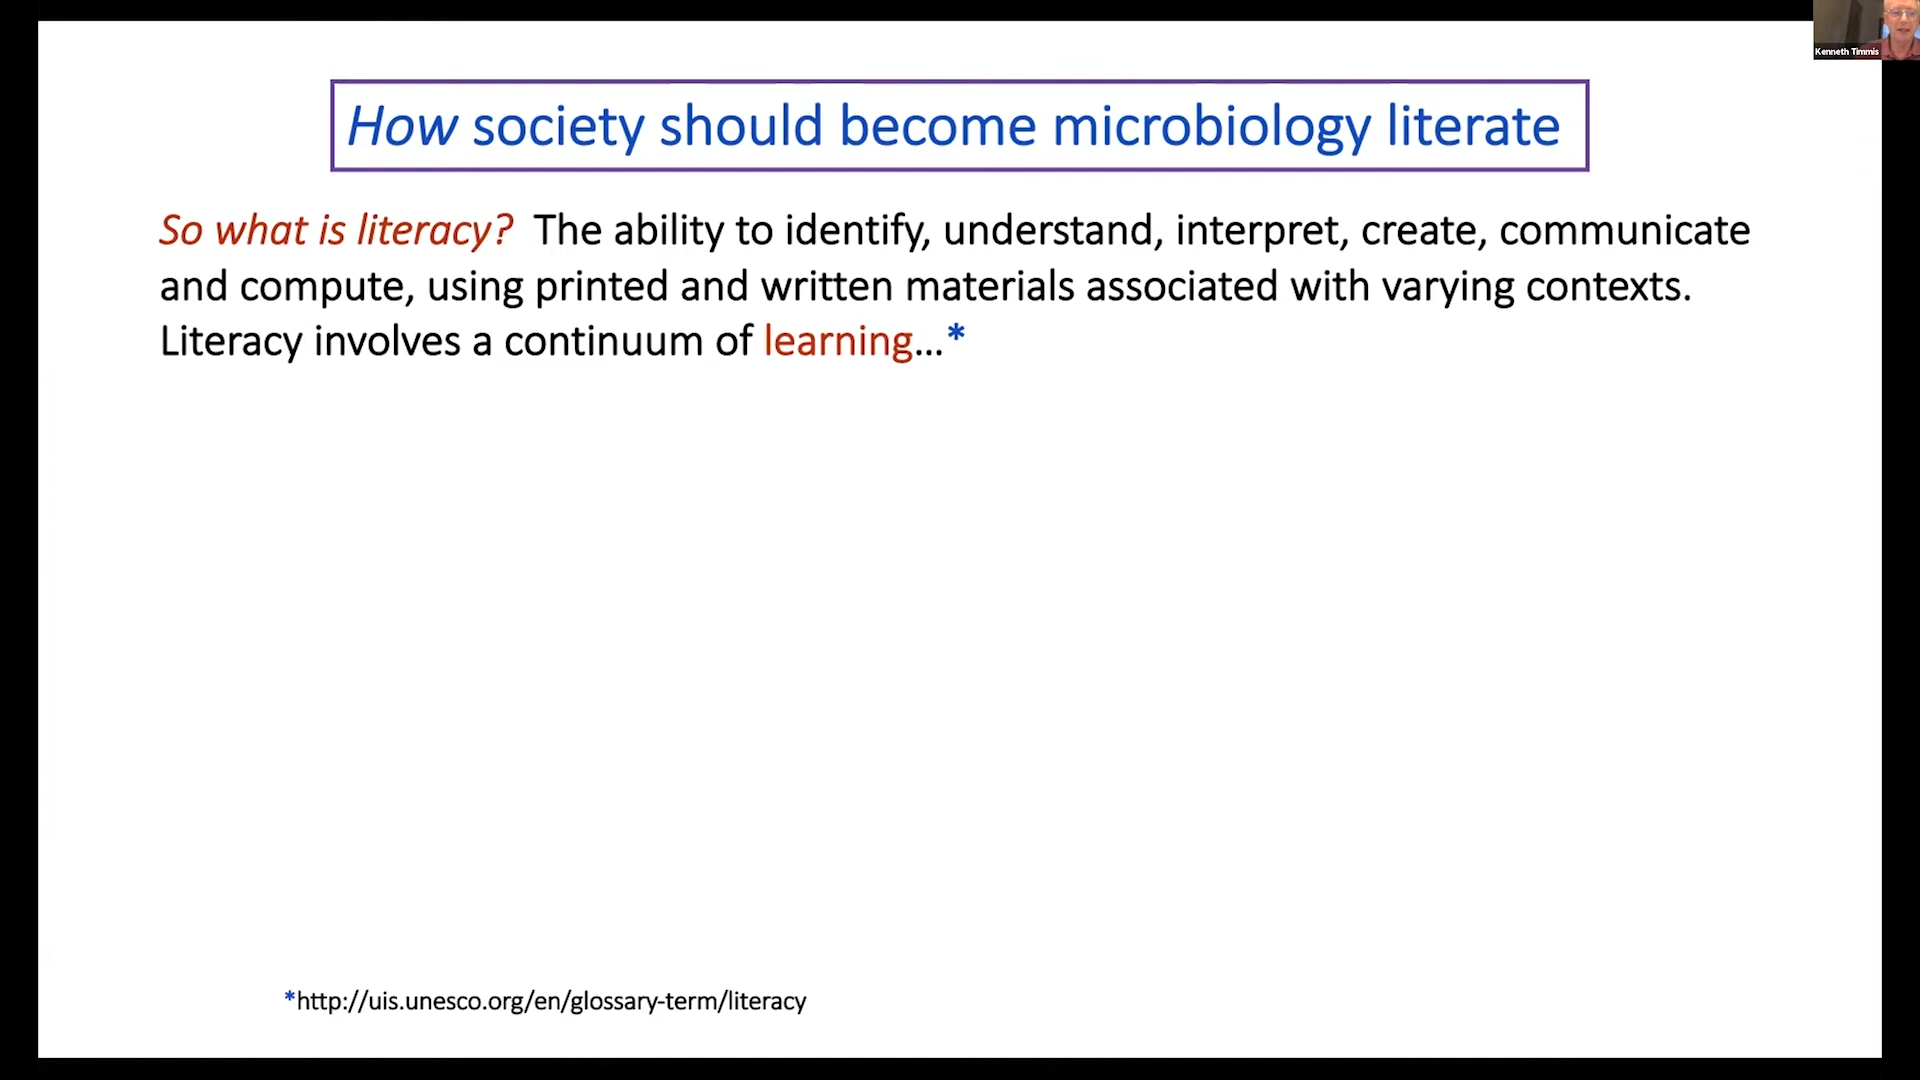 Kenneth Timmis
How society should become microbiology literate
So what is literacy? The ability to identify, understand, interpret, create, communicate
and compute, using printed and written materials associated with varying contexts.
Literacy involves a continuum of learning...*
*http://uis.unesco.org/en/glossary-term/literacy